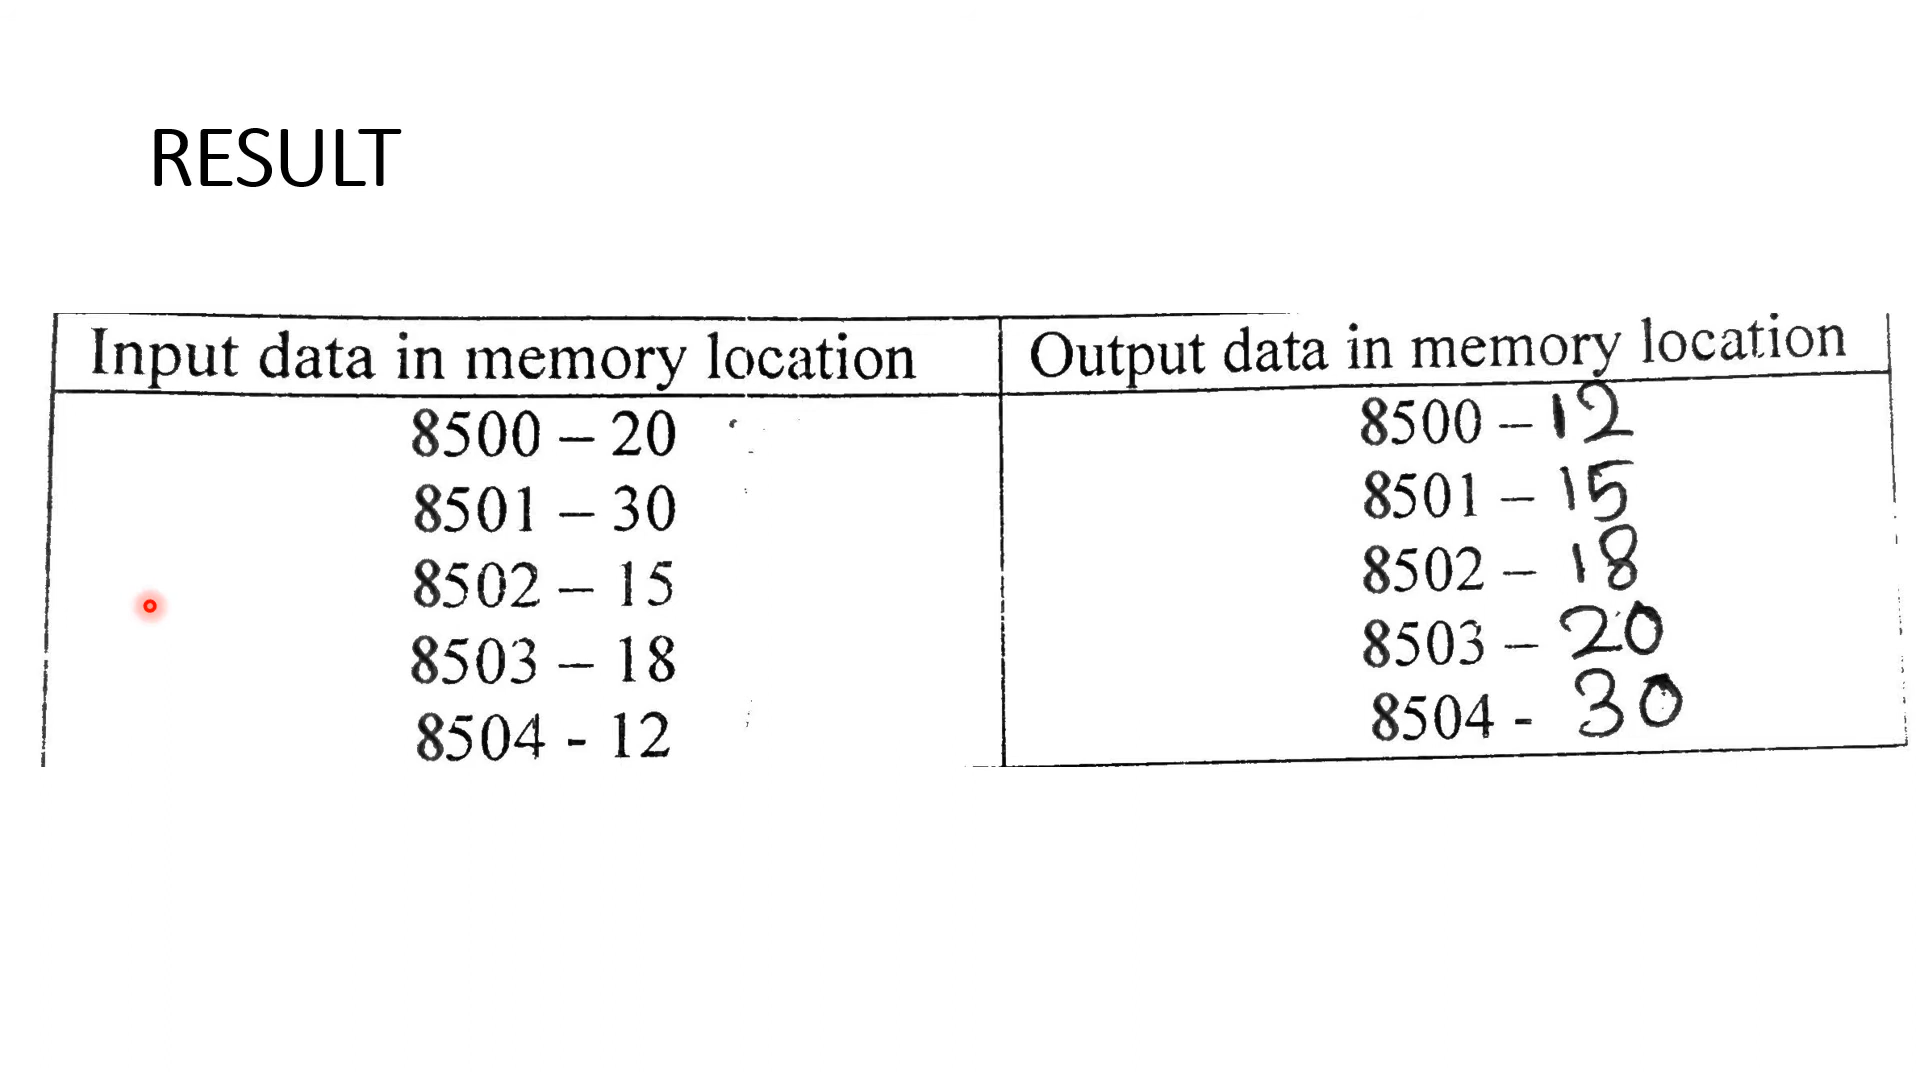 RESULT
Input data in memory location
Output data in memory location
8500 – 20
8500 – 12
8501 – 30
8501 – 15
8502 – 15
8502 – 18
8503 – 18
8503 – 20
8504 - 12
8504 - 30